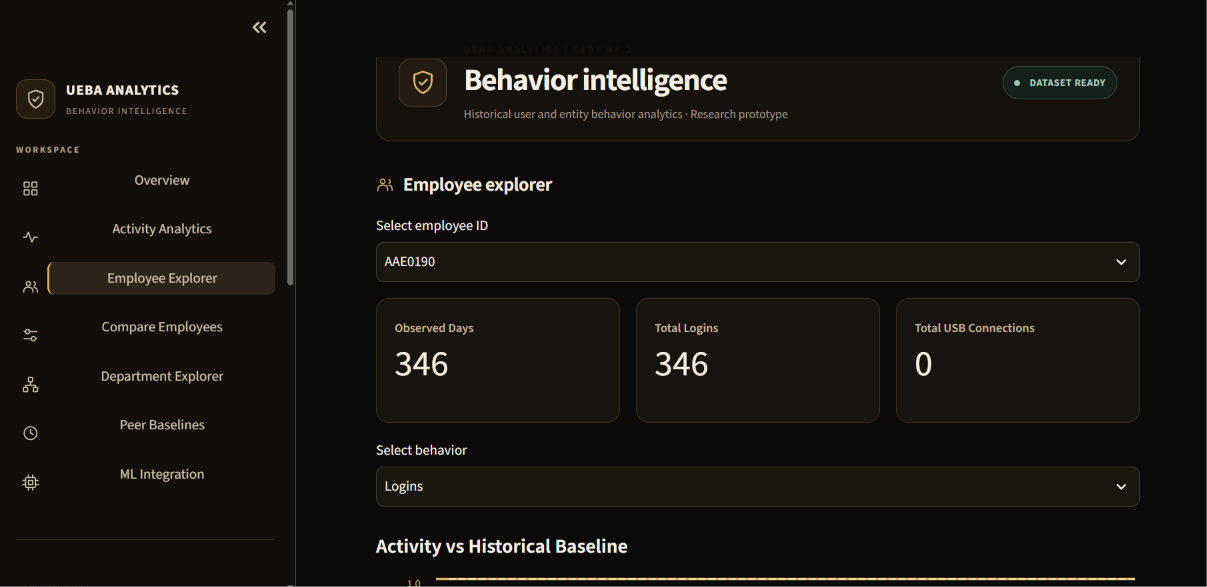 UEBA ANALYTICS
BEHAVIOR INTELLIGENCE
WORKSPACE
Overview
Activity Analytics
Employee Explorer
Compare Employees
Department Explorer
Peer Baselines
ML Integration
Behavior intelligence
Historical user and entity behavior analytics · Research prototype
DATASET READY
Employee explorer
Select employee ID
AAE0190
Observed Days
346
Total Logins
346
Total USB Connections
0
Select behavior
Logins
Activity vs Historical Baseline
1.0